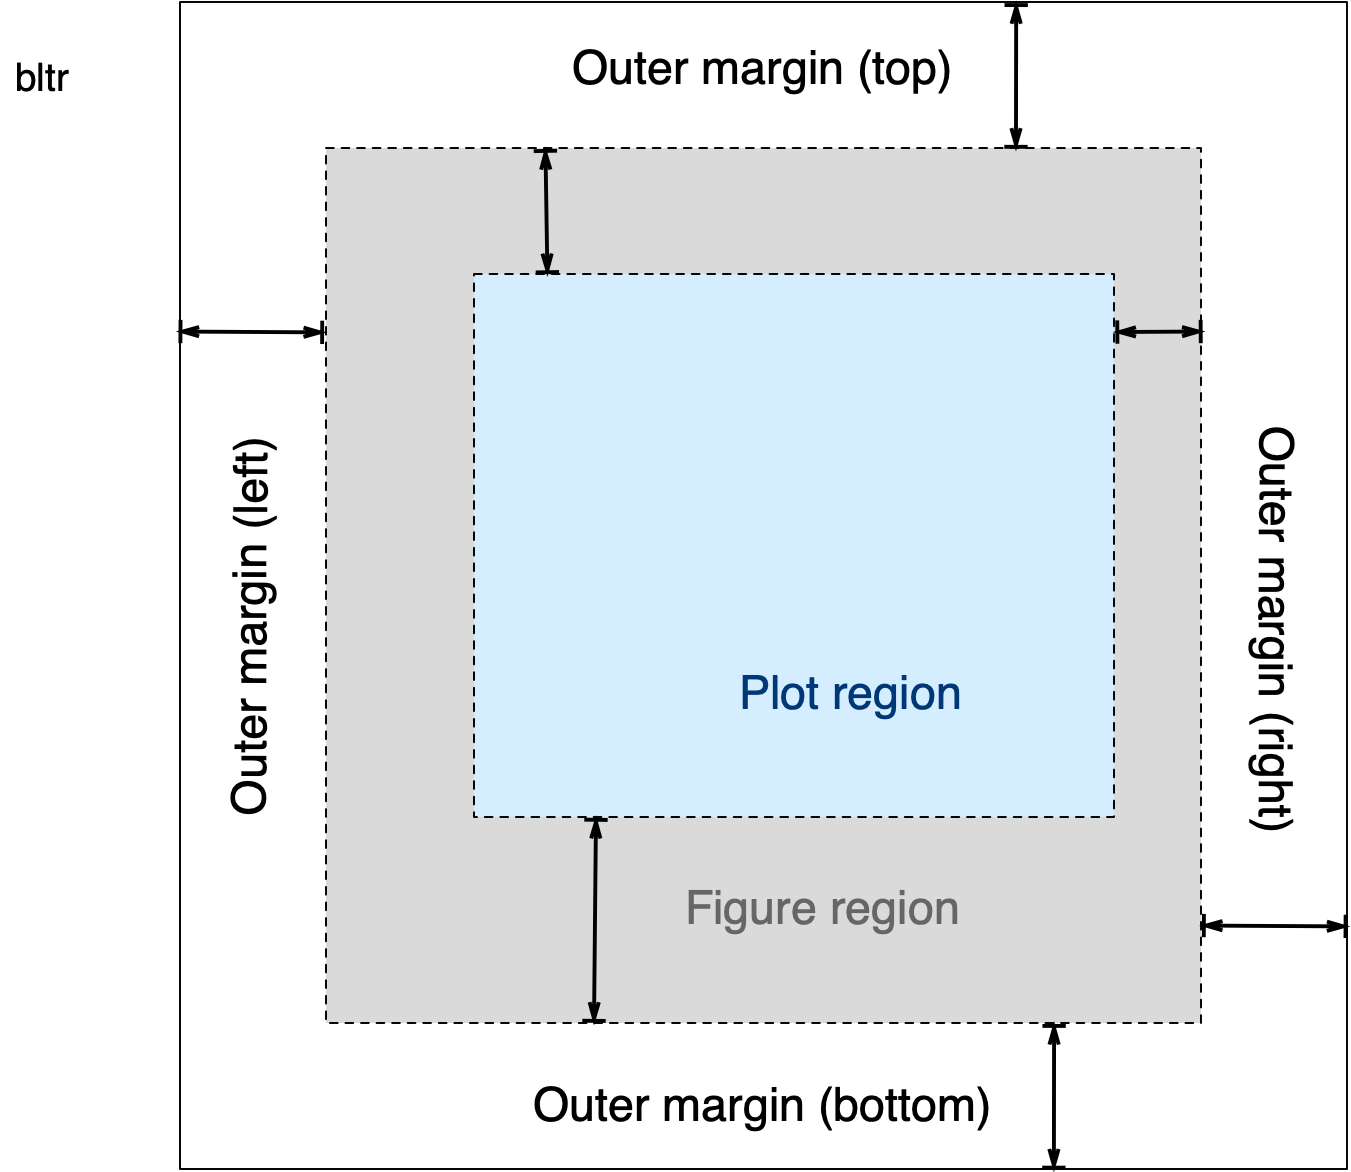 bltr
Outer margin (top)
Outer margin (left)
Outer margin (right)
Plot region
Figure region
Outer margin (bottom)